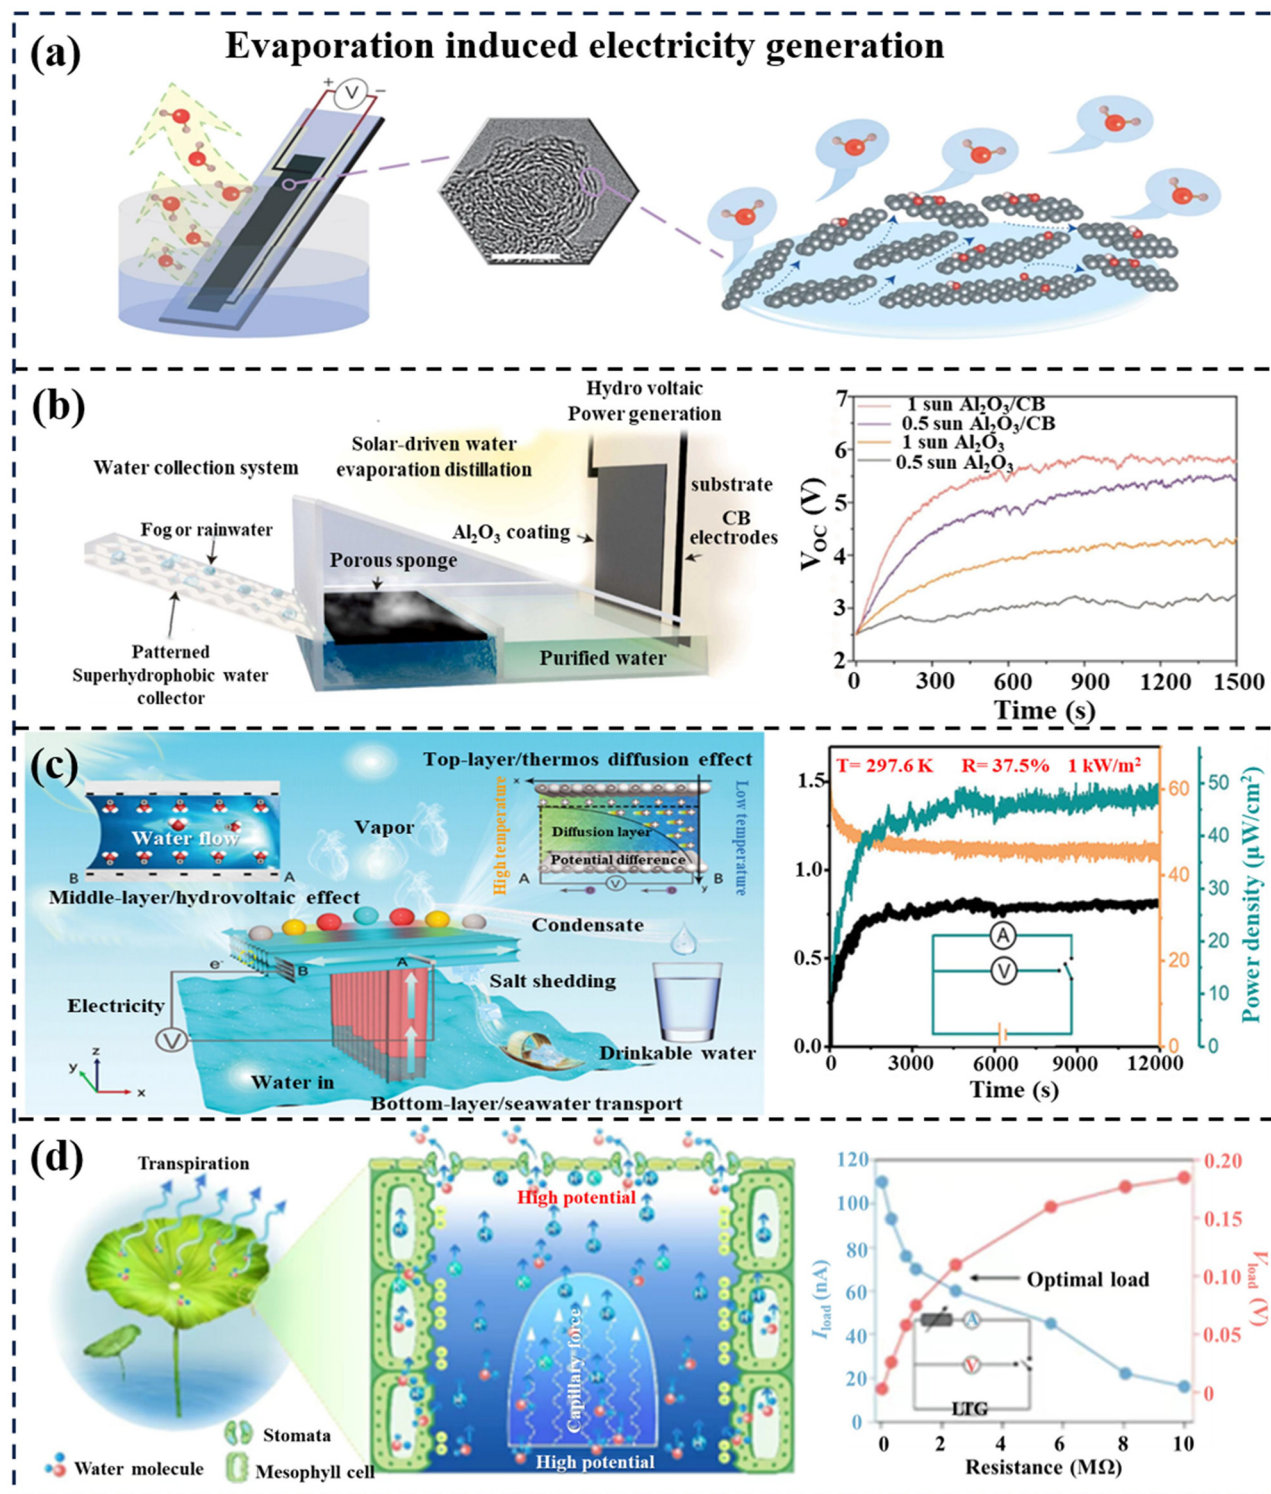 (a)
Evaporation induced electricity generation
+ V −
(b)
Hydro voltaic
Power generation
Solar-driven water
evaporation distillation
Water collection system
substrate
Fog or rainwater
Al₂O₃ coating
CB
electrodes
Porous sponge
Patterned
Superhydrophobic water
collector
Purified water
7
6
5
4
3
2
V_OC (V)
1 sun Al₂O₃/CB
0.5 sun Al₂O₃/CB
1 sun Al₂O₃
0.5 sun Al₂O₃
0 300 600 900 1200 1500
Time (s)
(c)
Top-layer/thermos diffusion effect
x
High temperature
Low temperature
Diffusion layer
Potential difference
A V B
y
Water flow
B A
Middle-layer/hydrovoltaic effect
Vapor
Condensate
e⁻
B
A
Salt shedding
Electricity
V
Drinkable water
Water in
z
y
x
Bottom-layer/seawater transport
T= 297.6 K R= 37.5% 1 kW/m²
1.5
1.0
0.5
0.0
A
V
60
40
20
0
50
40
30
20
10
0
Power density (µW/cm²)
0 3000 6000 9000 12000
Time (s)
(d)
Transpiration
High potential
Capillary force
High potential
Stomata
Water molecule
Mesophyll cell
120
100
80
60
40
20
0
I_load (nA)
Optimal load
A
V
LTG
0.20
0.15
0.10
0.05
0
V_load (V)
0 2 4 6 8 10
Resistance (MΩ)